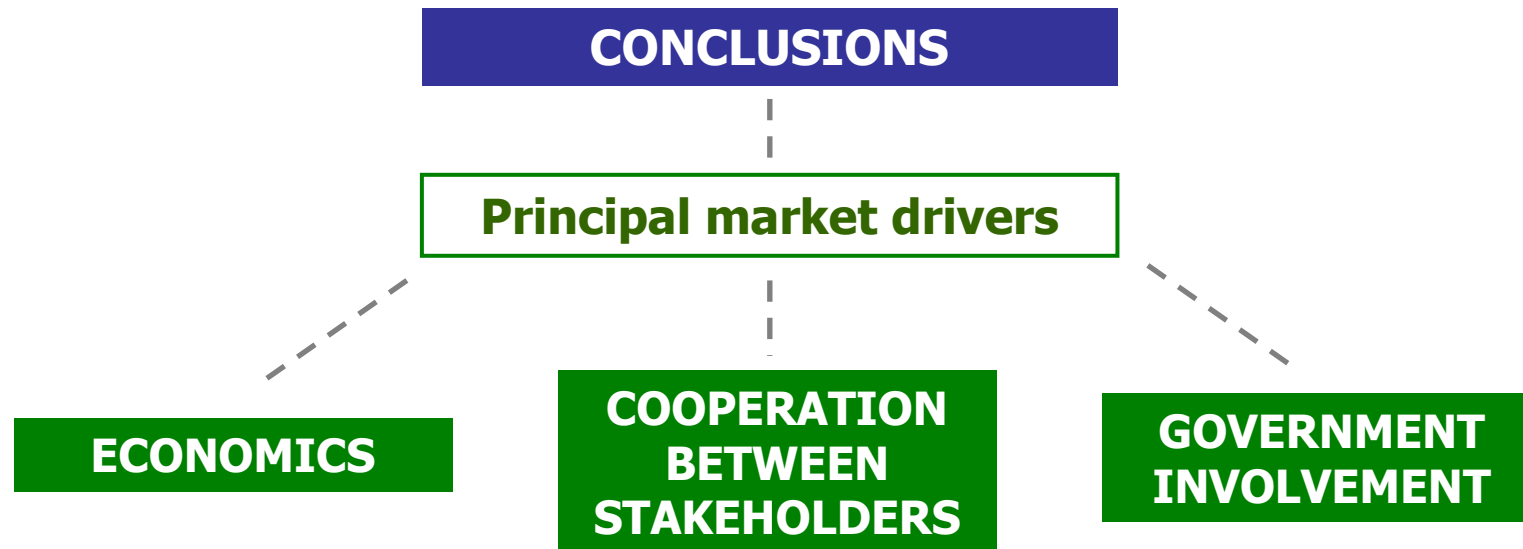 CONCLUSIONS
Principal market drivers
ECONOMICS
COOPERATION
BETWEEN
STAKEHOLDERS
GOVERNMENT
INVOLVEMENT